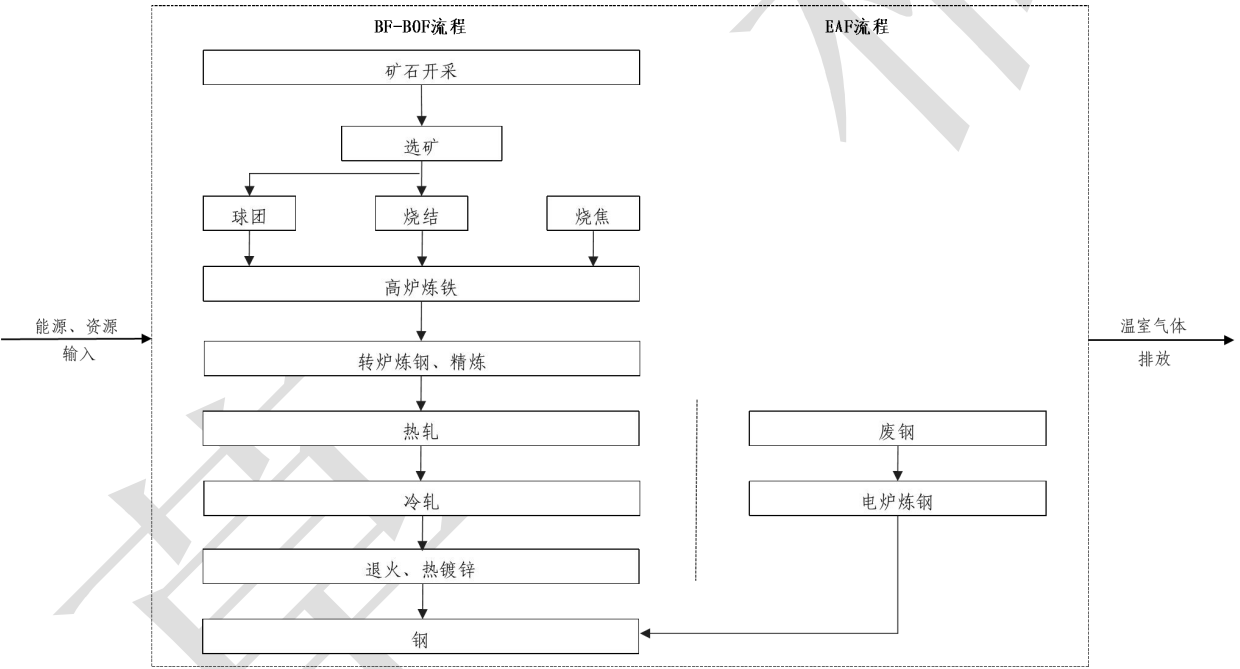 BF-BOF流程
EAF流程
矿石开采
选矿
球团
烧结
烧焦
高炉炼铁
能源、资源
输入
温室气体
排放
转炉炼钢、精炼
热轧
废钢
冷轧
电炉炼钢
退火、热镀锌
钢